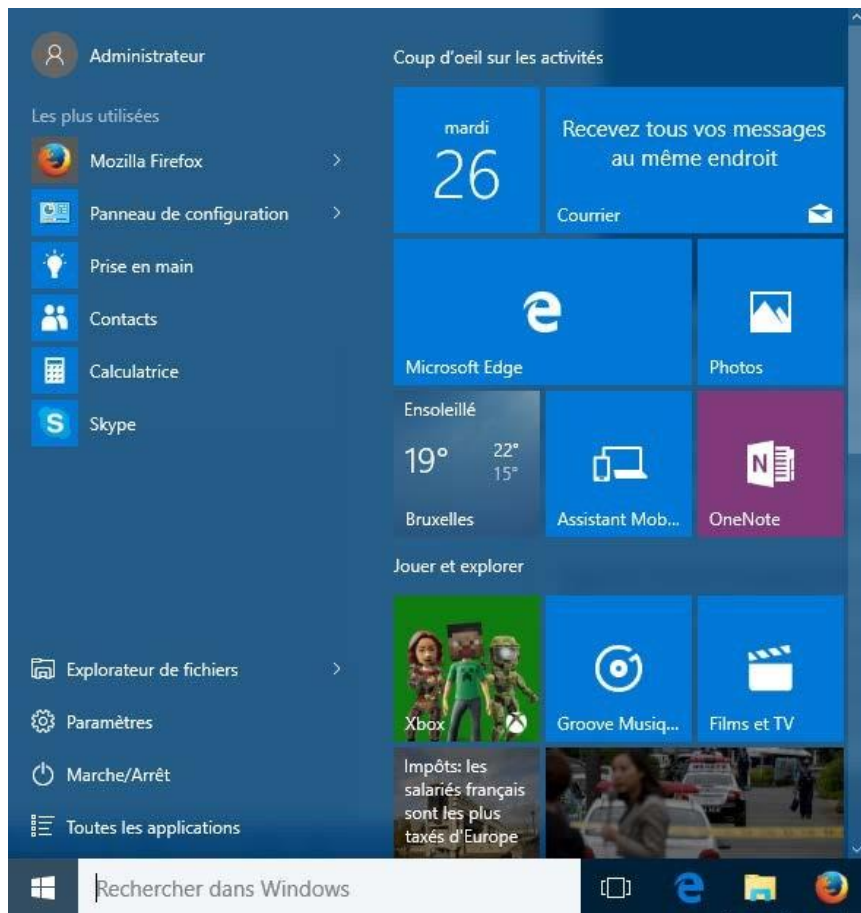 Administrateur
Les plus utilisées
Mozilla Firefox
Panneau de configuration
Prise en main
Contacts
Calculatrice
Skype
Explorateur de fichiers
Paramètres
Marche/Arrêt
Toutes les applications
Coup d'oeil sur les activités
mardi
26
Recevez tous vos messages
au même endroit
Courrier
Microsoft Edge
Photos
Ensoleillé
19° 22°
15°
Bruxelles
Assistant Mob...
OneNote
Jouer et explorer
Xbox
Groove Musiq...
Films et TV
Impôts: les
salariés français
sont les plus
taxés d'Europe
Rechercher dans Windows